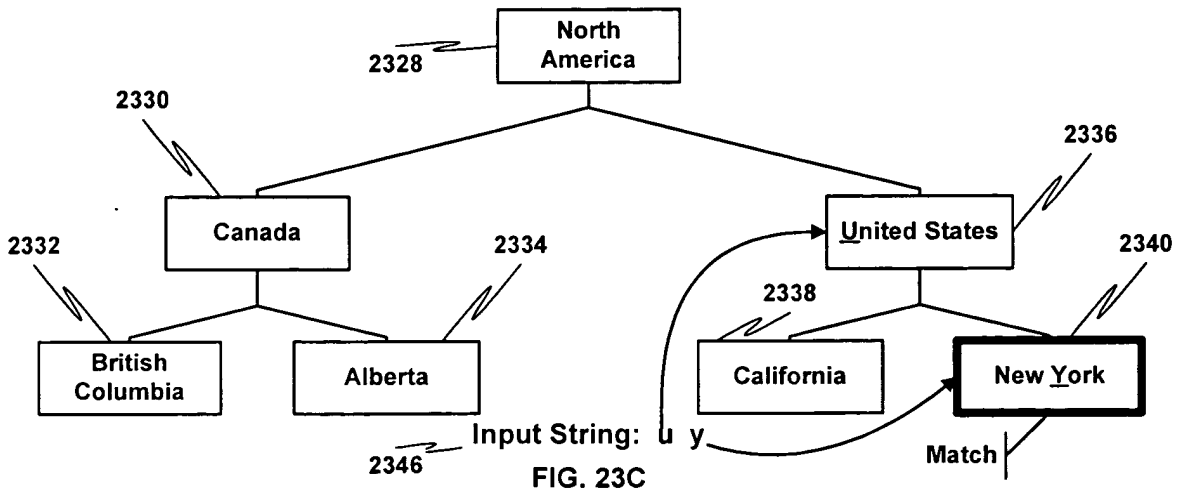 North
America
2328
2330
2336
Canada
United States
2332
2334
2338
2340
British
Columbia
Alberta
California
New York
Input String: u y
2346
Match
FIG. 23C